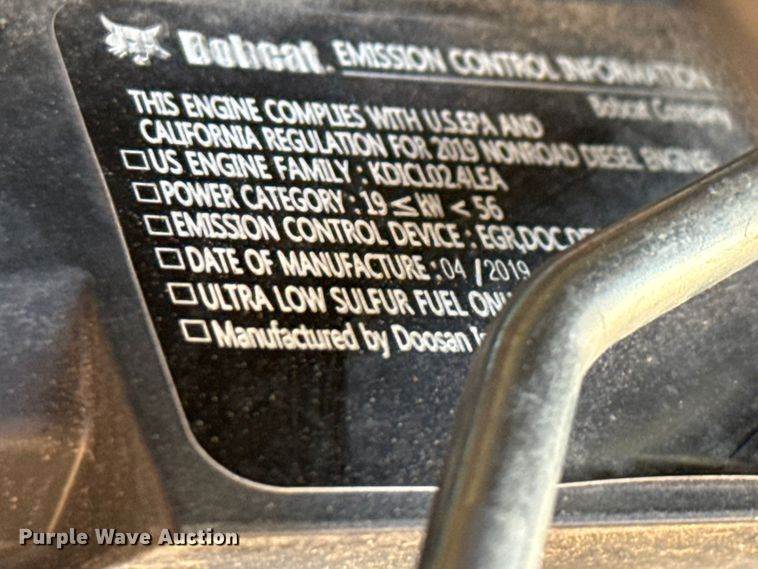 Bobcat. EMISSION CONTROL INFORMATION
Bobcat Company
THIS ENGINE COMPLIES WITH U.S.EPA AND
CALIFORNIA REGULATION FOR 2019 NONROAD DIESEL ENGINES
US ENGINE FAMILY : KDICL02.4LEA
POWER CATEGORY : 19 ≤ kW < 56
EMISSION CONTROL DEVICE : EGR,DOC
DATE OF MANUFACTURE : 04 / 2019
ULTRA LOW SULFUR FUEL
Manufactured by Doosan
Purple Wave Auction